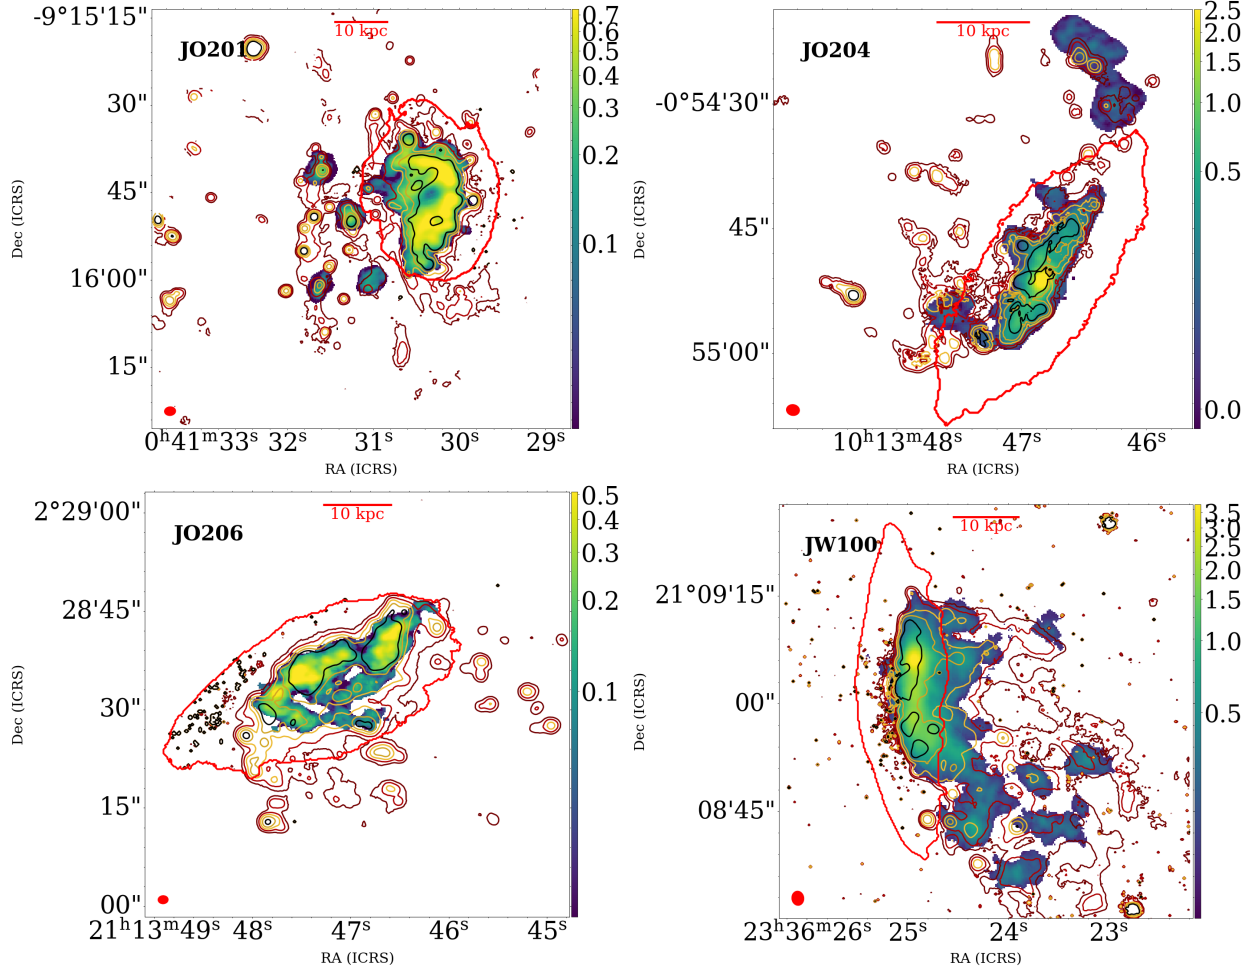 JO201
10 kpc
-9°15'15"
30"
45"
16'00"
15"
Dec (ICRS)
0ʰ41ᵐ33ˢ 32ˢ 31ˢ 30ˢ 29ˢ
RA (ICRS)
0.7
0.6
0.5
0.4
0.3
0.2
0.1
JO204
10 kpc
-0°54'30"
45"
55'00"
Dec (ICRS)
10ʰ13ᵐ48ˢ 47ˢ 46ˢ
RA (ICRS)
2.5
2.0
1.5
1.0
0.5
0.0
JO206
10 kpc
2°29'00"
28'45"
30"
15"
00"
Dec (ICRS)
21ʰ13ᵐ49ˢ 48ˢ 47ˢ 46ˢ 45ˢ
RA (ICRS)
0.5
0.4
0.3
0.2
0.1
JW100
10 kpc
21°09'15"
00"
08'45"
Dec (ICRS)
23ʰ36ᵐ26ˢ 25ˢ 24ˢ 23ˢ
RA (ICRS)
3.5
3.0
2.5
2.0
1.5
1.0
0.5